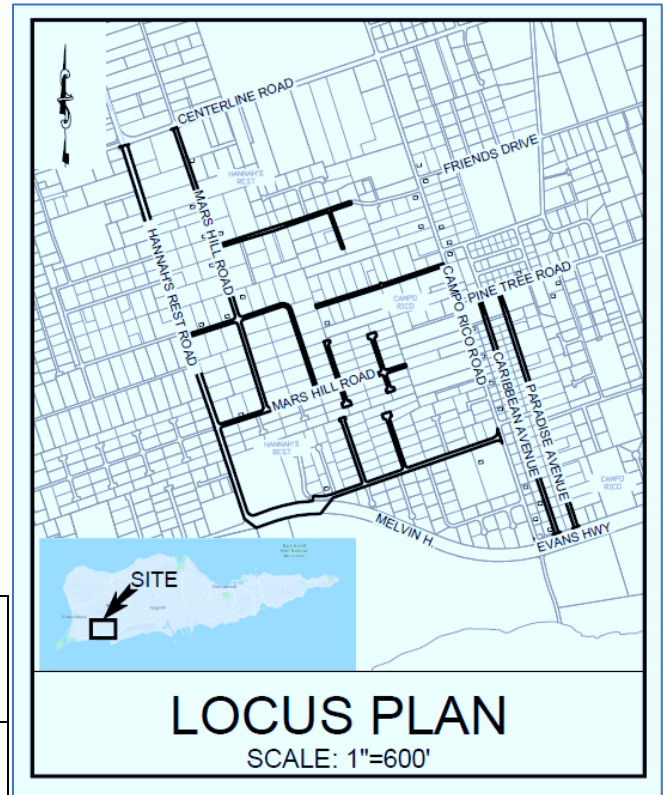 CENTERLINE ROAD
FRIENDS DRIVE
HANNAH'S
REST
MARS HILL ROAD
HANNAH'S REST ROAD
PINE TREE ROAD
CAMPO
RICO
CAMPO RICO ROAD
MARS HILL ROAD
CARIBBEAN AVENUE
PARADISE AVENUE
HANNAH'S
REST
CAMPO
RICO
MELVIN H.
EVANS HWY
SITE
LOCUS PLAN
SCALE: 1"=600'